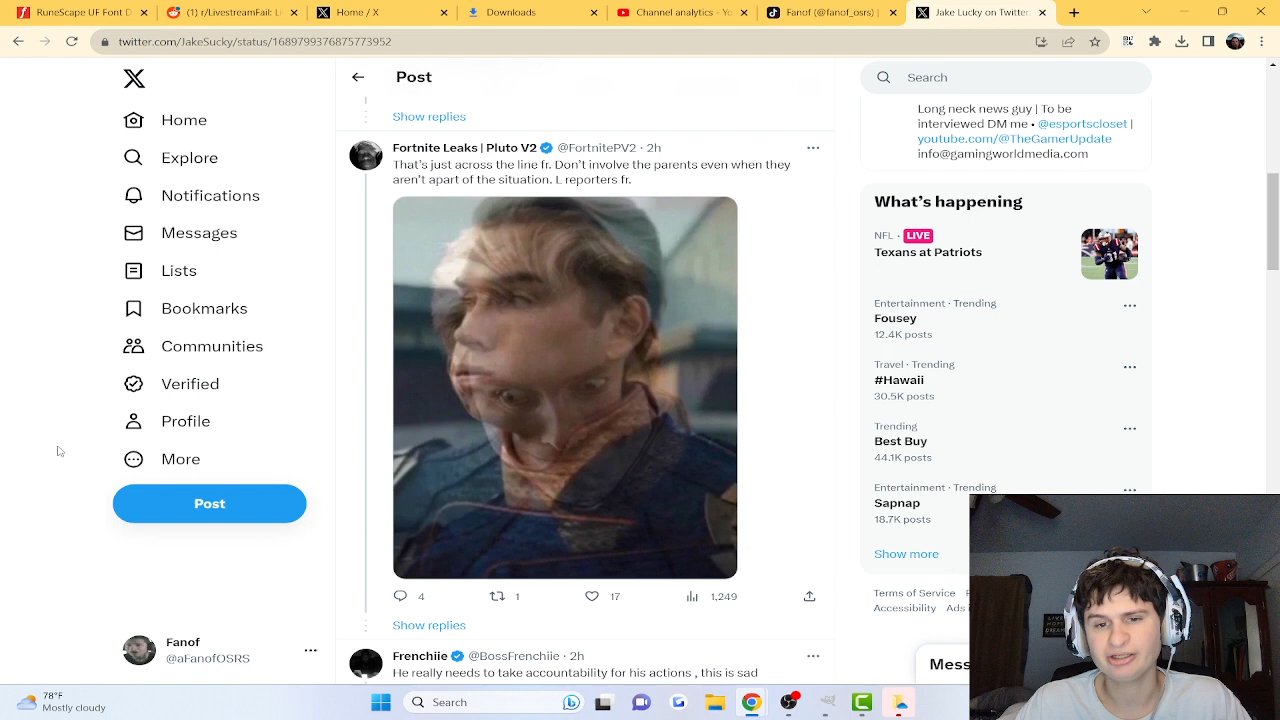 RuneScape UF Font D
(1) r/LivestreamFail: Li
Home / X
Downloads
Channel analytics - Yo
Fanof (@fanof_osrs) |
Jake Lucky on Twitter:
twitter.com/JakeSucky/status/1689799376875773952
Post
Search
Home
Explore
Notifications
Messages
Lists
Bookmarks
Communities
Verified
Profile
More
Post
Fanof
@aFanofOSRS
Show replies
Fortnite Leaks | Pluto V2 @FortnitePV2 · 2h
That's just across the line fr. Don't involve the parents even when they
aren't apart of the situation. L reporters fr.
4
1
17
1,249
Show replies
Frenchiie @BossFrenchiie · 2h
He really needs to take accountability for his actions , this is sad
Long neck news guy | To be
interviewed DM me • @esportscloset |
youtube.com/@TheGamerUpdate
info@gamingworldmedia.com
What's happening
NFL · LIVE
Texans at Patriots
Entertainment · Trending
Fousey
12.4K posts
Travel · Trending
#Hawaii
30.5K posts
Trending
Best Buy
44.1K posts
Entertainment · Trending
Sapnap
18.7K posts
Show more
Terms of Service
Accessibility Ads i
Mess
LIVE
DREAM
78°F
Mostly cloudy
Search